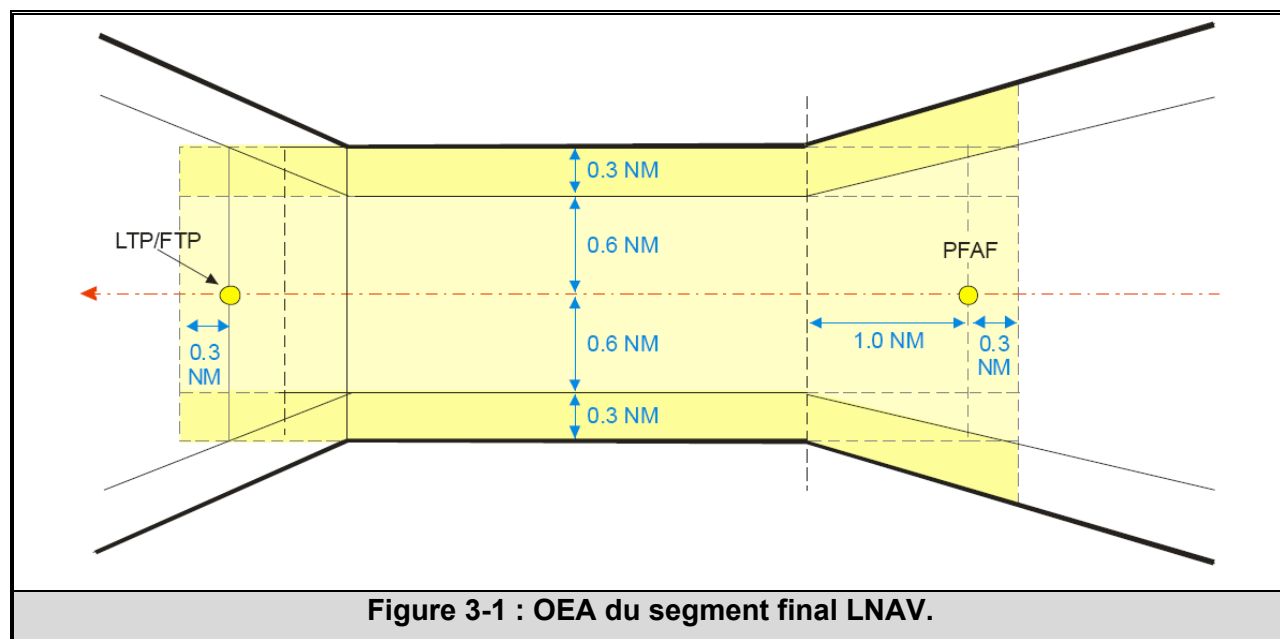 0.3 NM
0.6 NM
LTP/FTP
PFAF
0.3
NM
0.6 NM
1.0 NM
0.3
NM
0.3 NM
Figure 3-1 : OEA du segment final LNAV.